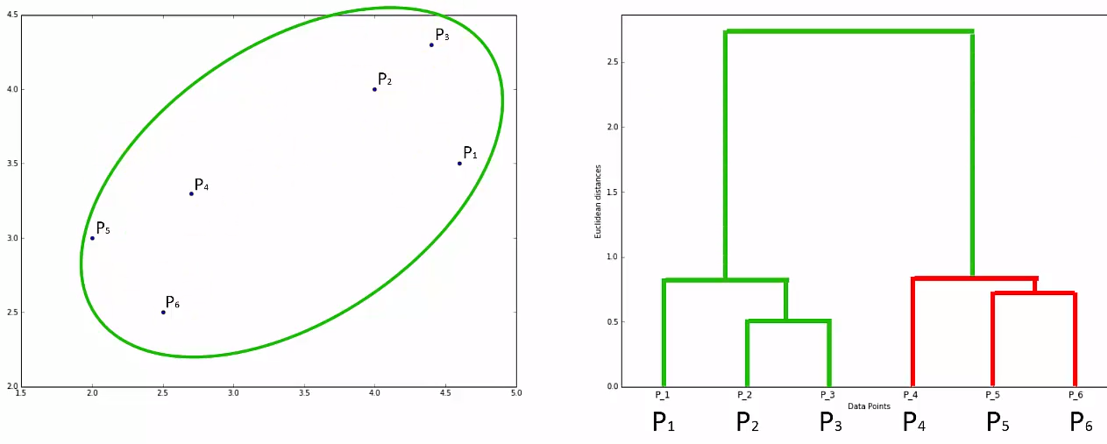 4.5
4.0
3.5
3.0
2.5
2.0
1.5 2.0 2.5 3.0 3.5 4.0 4.5 5.0
P3
P2
P1
P4
P5
P6
Euclidean distances
2.5
2.0
1.5
1.0
0.5
0.0
P_1 P_2 P_3 P_4 P_5 P_6
Data Points
P1 P2 P3 P4 P5 P6